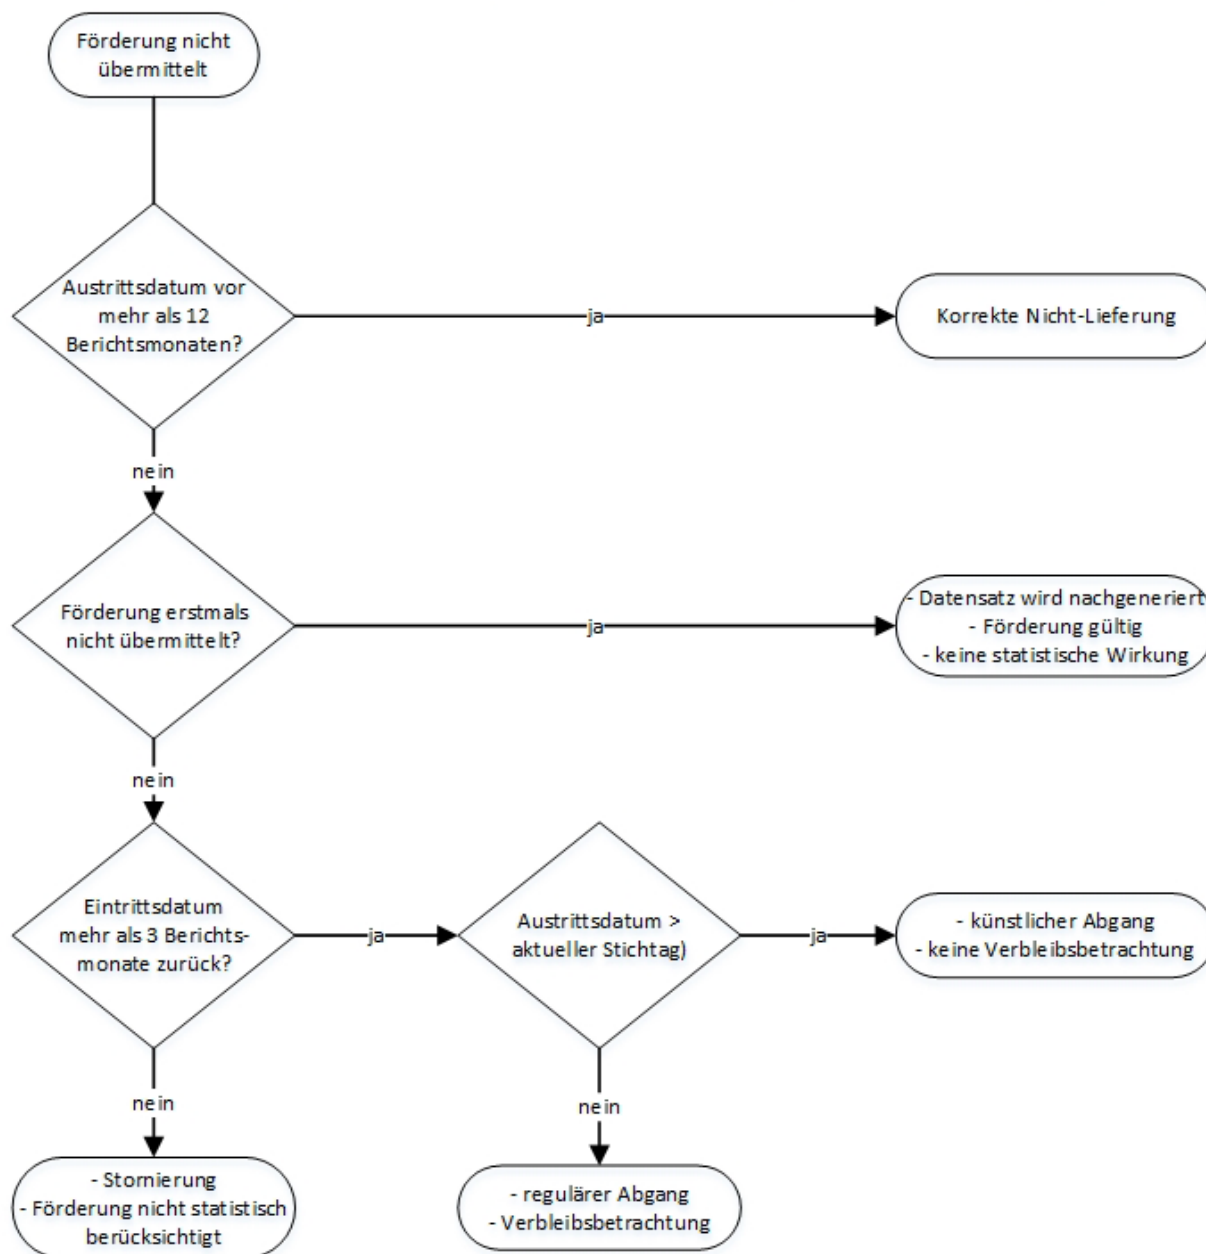 Förderung nicht
übermittelt
Austrittsdatum vor
mehr als 12
Berichtsmonaten?
ja
Korrekte Nicht-Lieferung
nein
Förderung erstmals
nicht übermittelt?
ja
- Datensatz wird nachgeneriert
- Förderung gültig
- keine statistische Wirkung
nein
Eintrittsdatum
mehr als 3 Berichts-
monate zurück?
ja
Austrittsdatum >
aktueller Stichtag)
ja
- künstlicher Abgang
- keine Verbleibsbetrachtung
nein
nein
- Stornierung
- Förderung nicht statistisch
berücksichtigt
- regulärer Abgang
- Verbleibsbetrachtung